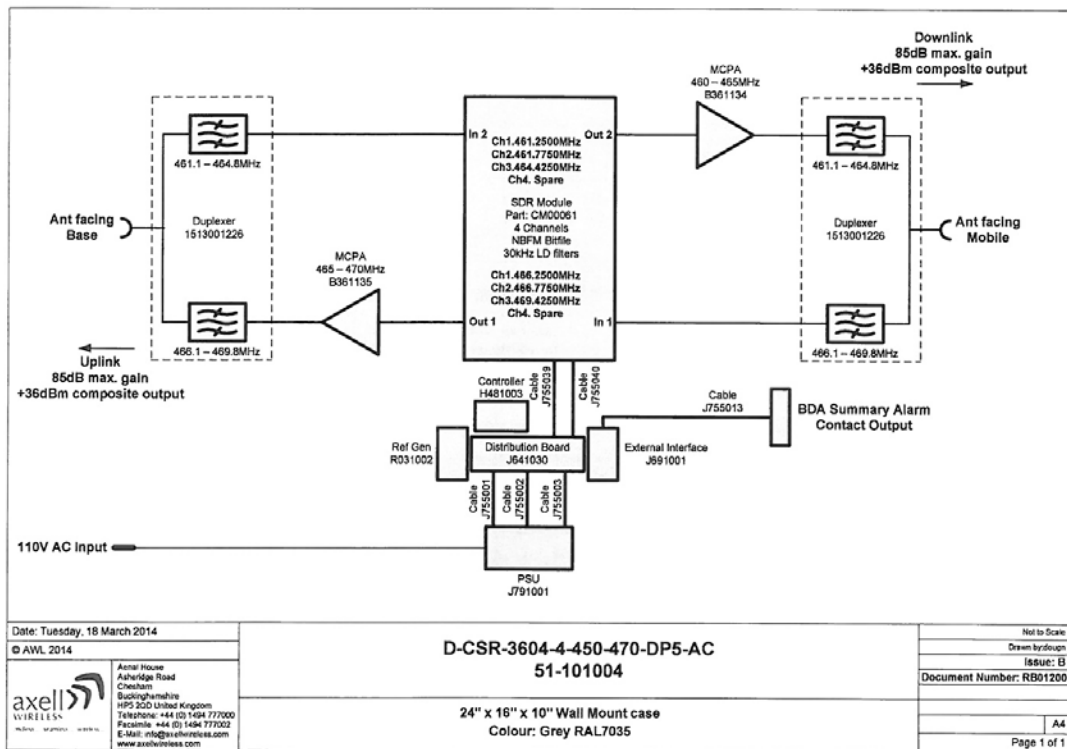 Downlink
85dB max. gain
+36dBm composite output
MCPA
460 – 465MHz
B361134
461.1 – 464.8MHz
In 2
Out 2
Ch1.461.2500MHz
Ch2.461.7750MHz
Ch3.464.4250MHz
Ch4. Spare
SDR Module
Part: CM00061
4 Channels
NBFM Bitfile
30kHz LD filters
Ch1.466.2500MHz
Ch2.466.7750MHz
Ch3.469.4250MHz
Ch4. Spare
Out 1
In 1
461.1 – 464.8MHz
Ant facing
Base
Duplexer
1513001226
MCPA
465 – 470MHz
B361135
Duplexer
1513001226
Ant facing
Mobile
466.1 – 469.8MHz
466.1 – 469.8MHz
Uplink
85dB max. gain
+36dBm composite output
Controller
H481003
Cable
J755039
Cable
J755040
Cable
J755013
BDA Summary Alarm
Contact Output
Ref Gen
R031002
Distribution Board
J641030
External Interface
J691001
Cable
J755001
Cable
J755002
Cable
J755003
110V AC Input
PSU
J791001
Date: Tuesday, 18 March 2014
© AWL 2014
axell
WIRELESS
Aerial House
Asheridge Road
Chesham
Buckinghamshire
HP5 2QD United Kingdom
Telephone: +44 (0) 1494 777000
Facsimile +44 (0) 1494 777002
E-Mail: info@axellwireless.com
www.axellwireless.com
D-CSR-3604-4-450-470-DP5-AC
51-101004
24" x 16" x 10" Wall Mount case
Colour: Grey RAL7035
Not to Scale
Drawn by:dougn
Issue: B
Document Number: RB01200
A4
Page 1 of 1